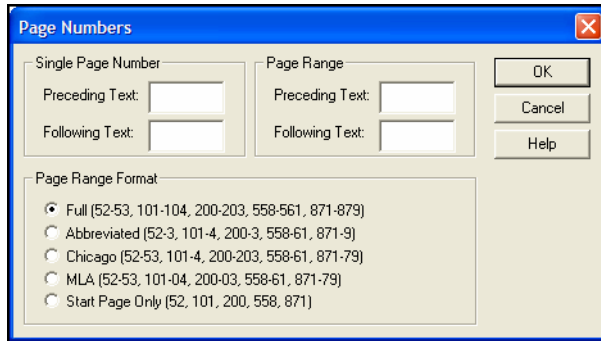 Page Numbers
Single Page Number
Preceding Text:
Following Text:
Page Range
Preceding Text:
Following Text:
OK
Cancel
Help
Page Range Format
Full (52-53, 101-104, 200-203, 558-561, 871-879)
Abbreviated (52-3, 101-4, 200-3, 558-61, 871-9)
Chicago (52-53, 101-4, 200-203, 558-61, 871-79)
MLA (52-53, 101-04, 200-03, 558-61, 871-79)
Start Page Only (52, 101, 200, 558, 871)